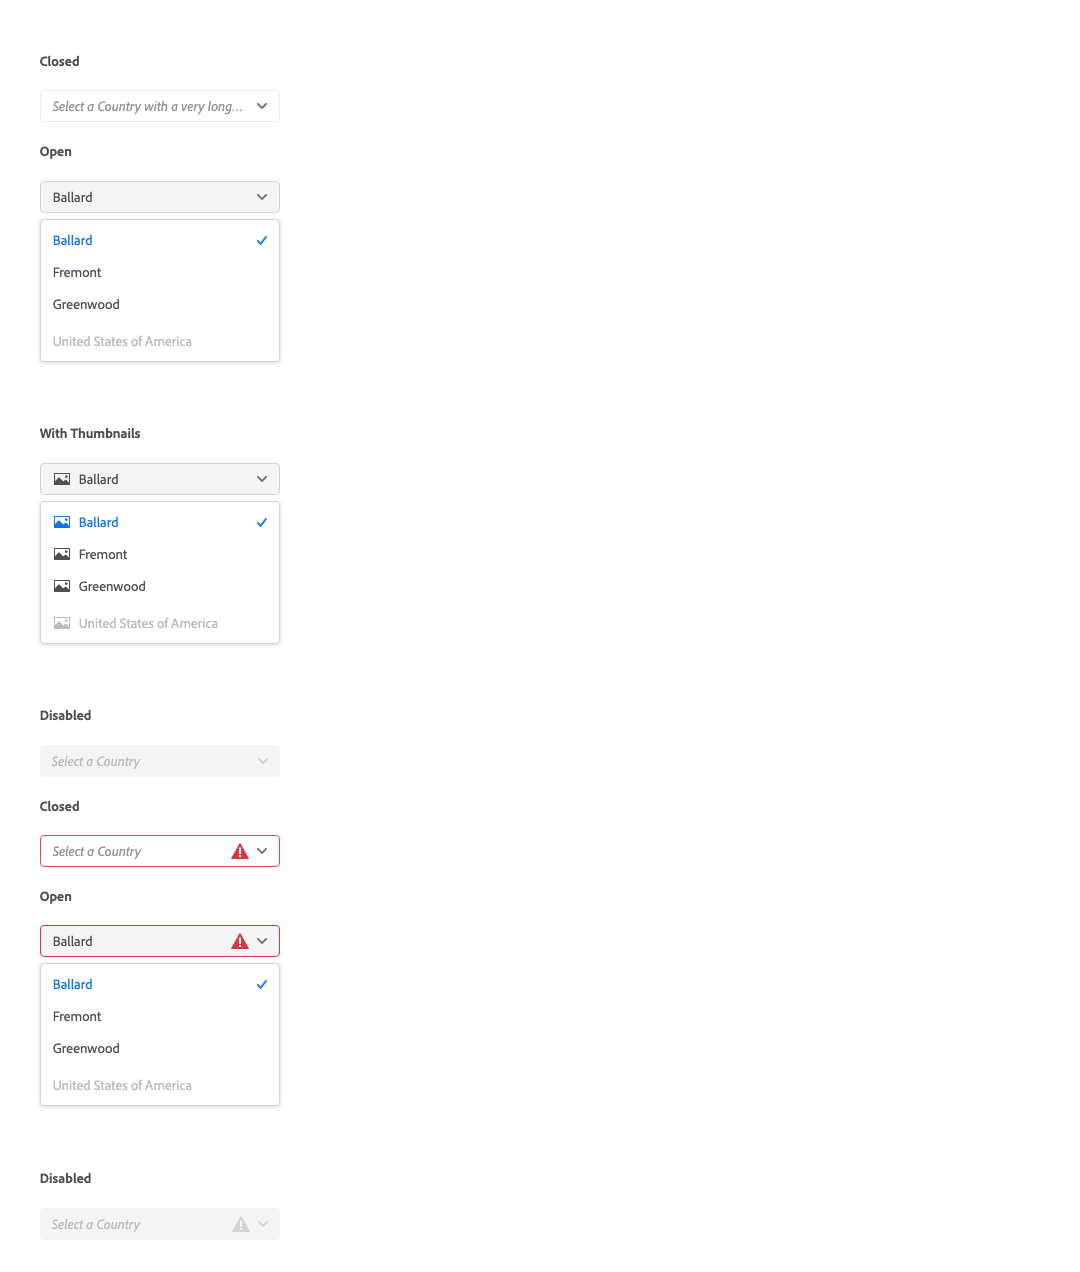 Closed
Select a Country with a very long...
Open
Ballard
Ballard
Fremont
Greenwood
United States of America
With Thumbnails
Ballard
Ballard
Fremont
Greenwood
United States of America
Disabled
Select a Country
Closed
Select a Country
Open
Ballard
Ballard
Fremont
Greenwood
United States of America
Disabled
Select a Country